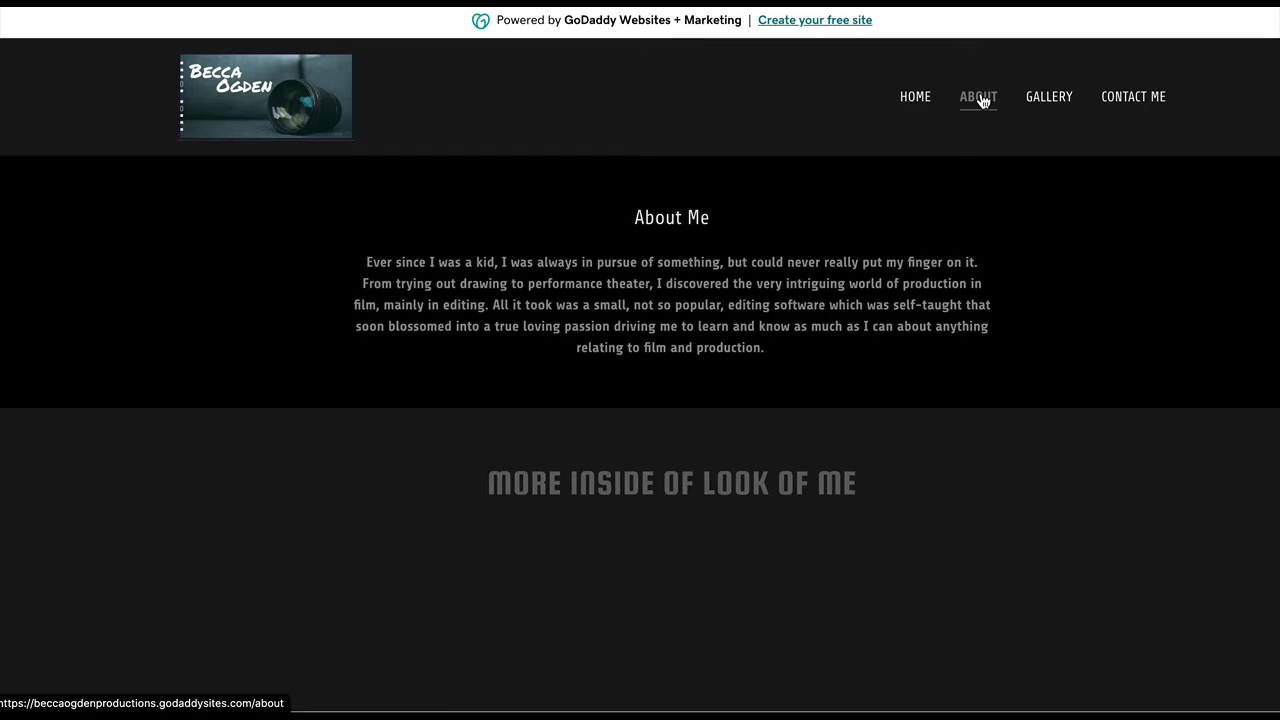 Powered by GoDaddy Websites + Marketing | Create your free site
BECCA
OGDEN
HOME ABOUT GALLERY CONTACT ME
About Me
Ever since I was a kid, I was always in pursue of something, but could never really put my finger on it.
From trying out drawing to performance theater, I discovered the very intriguing world of production in
film, mainly in editing. All it took was a small, not so popular, editing software which was self-taught that
soon blossomed into a true loving passion driving me to learn and know as much as I can about anything
relating to film and production.
MORE INSIDE OF LOOK OF ME
https://beccaogdenproductions.godaddysites.com/about